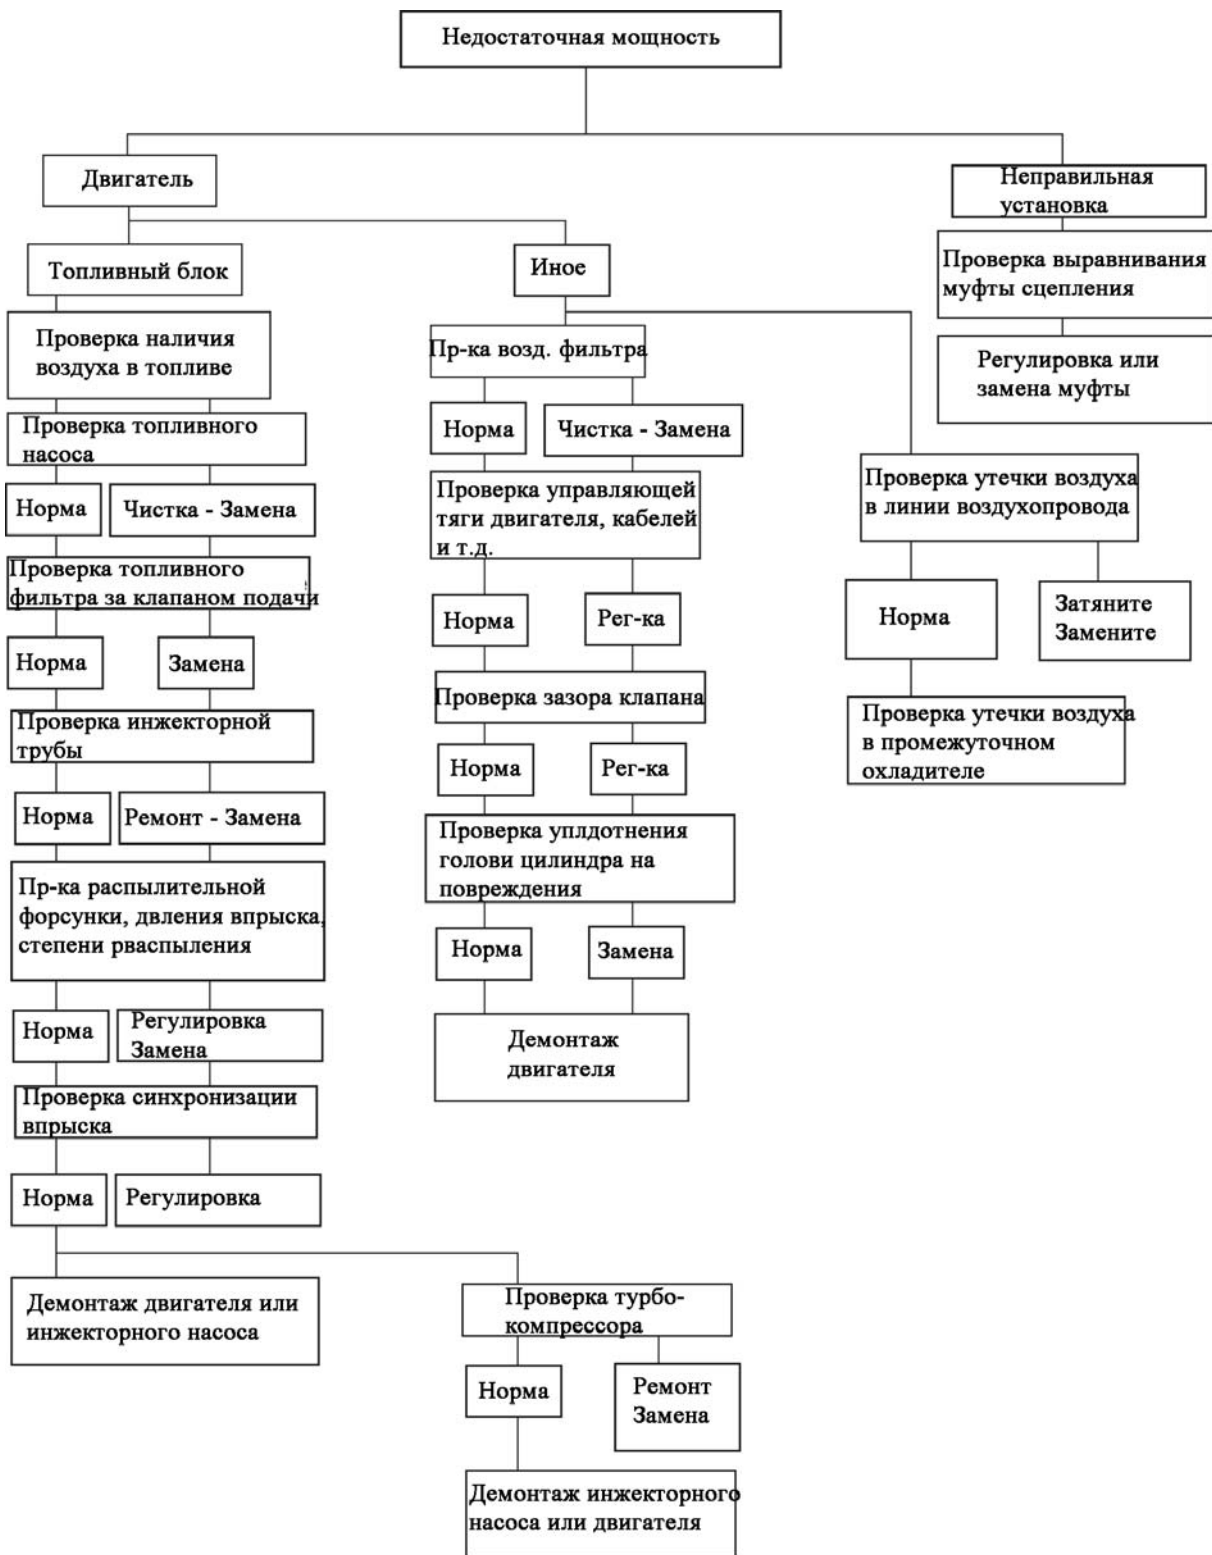 Недостаточная мощность
Двигатель
Неправильная
установка
Топливный блок
Иное
Проверка выравнивания
муфты сцепления
Проверка наличия
воздуха в топливе
Пр-ка возд. фильтра
Регулировка или
замена муфты
Норма
Чистка - Замена
Проверка топливного
насоса
Проверка утечки воздуха
в линии воздухопровода
Норма
Чистка - Замена
Проверка управляющей
тяги двигателя, кабелей
и т.д.
Проверка топливного
фильтра за клапаном подачи
Норма
Рег-ка
Норма
Затяните
Замените
Норма
Замена
Проверка зазора клапана
Проверка инжекторной
трубы
Проверка утечки воздуха
в промежуточном
охладителе
Норма
Рег-ка
Норма
Ремонт - Замена
Проверка уплдотнения
голови цилиндра на
повреждения
Пр-ка распылительной
форсунки, двления впрыска,
степени рваспыления
Норма
Замена
Норма
Регулировка
Замена
Демонтаж
двигателя
Проверка синхронизации
впрыска
Норма
Регулировка
Демонтаж двигателя или
инжекторного насоса
Проверка турбо-
компрессора
Норма
Ремонт
Замена
Демонтаж инжекторного
насоса или двигателя